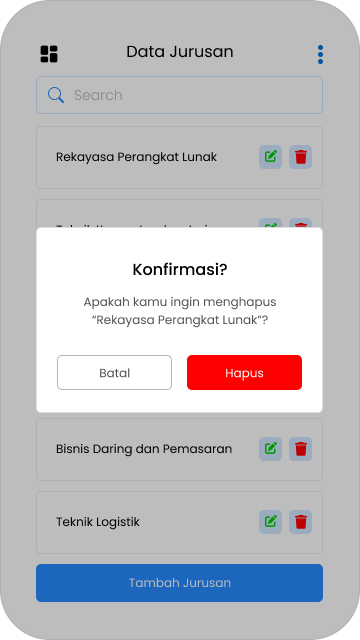 Data Jurusan
Search
Rekayasa Perangkat Lunak
Konfirmasi?
Apakah kamu ingin menghapus
“Rekayasa Perangkat Lunak”?
Batal
Hapus
Bisnis Daring dan Pemasaran
Teknik Logistik
Tambah Jurusan